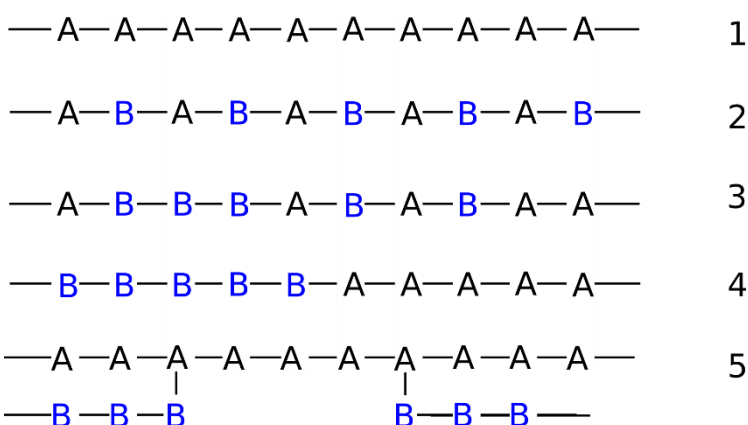 A A A A A A A A A A 1
A B A B A B A B A B 2
A B B B A B A B A A 3
B B B B B A A A A A 4
A A A A A A A A A A 5
B B B B B B